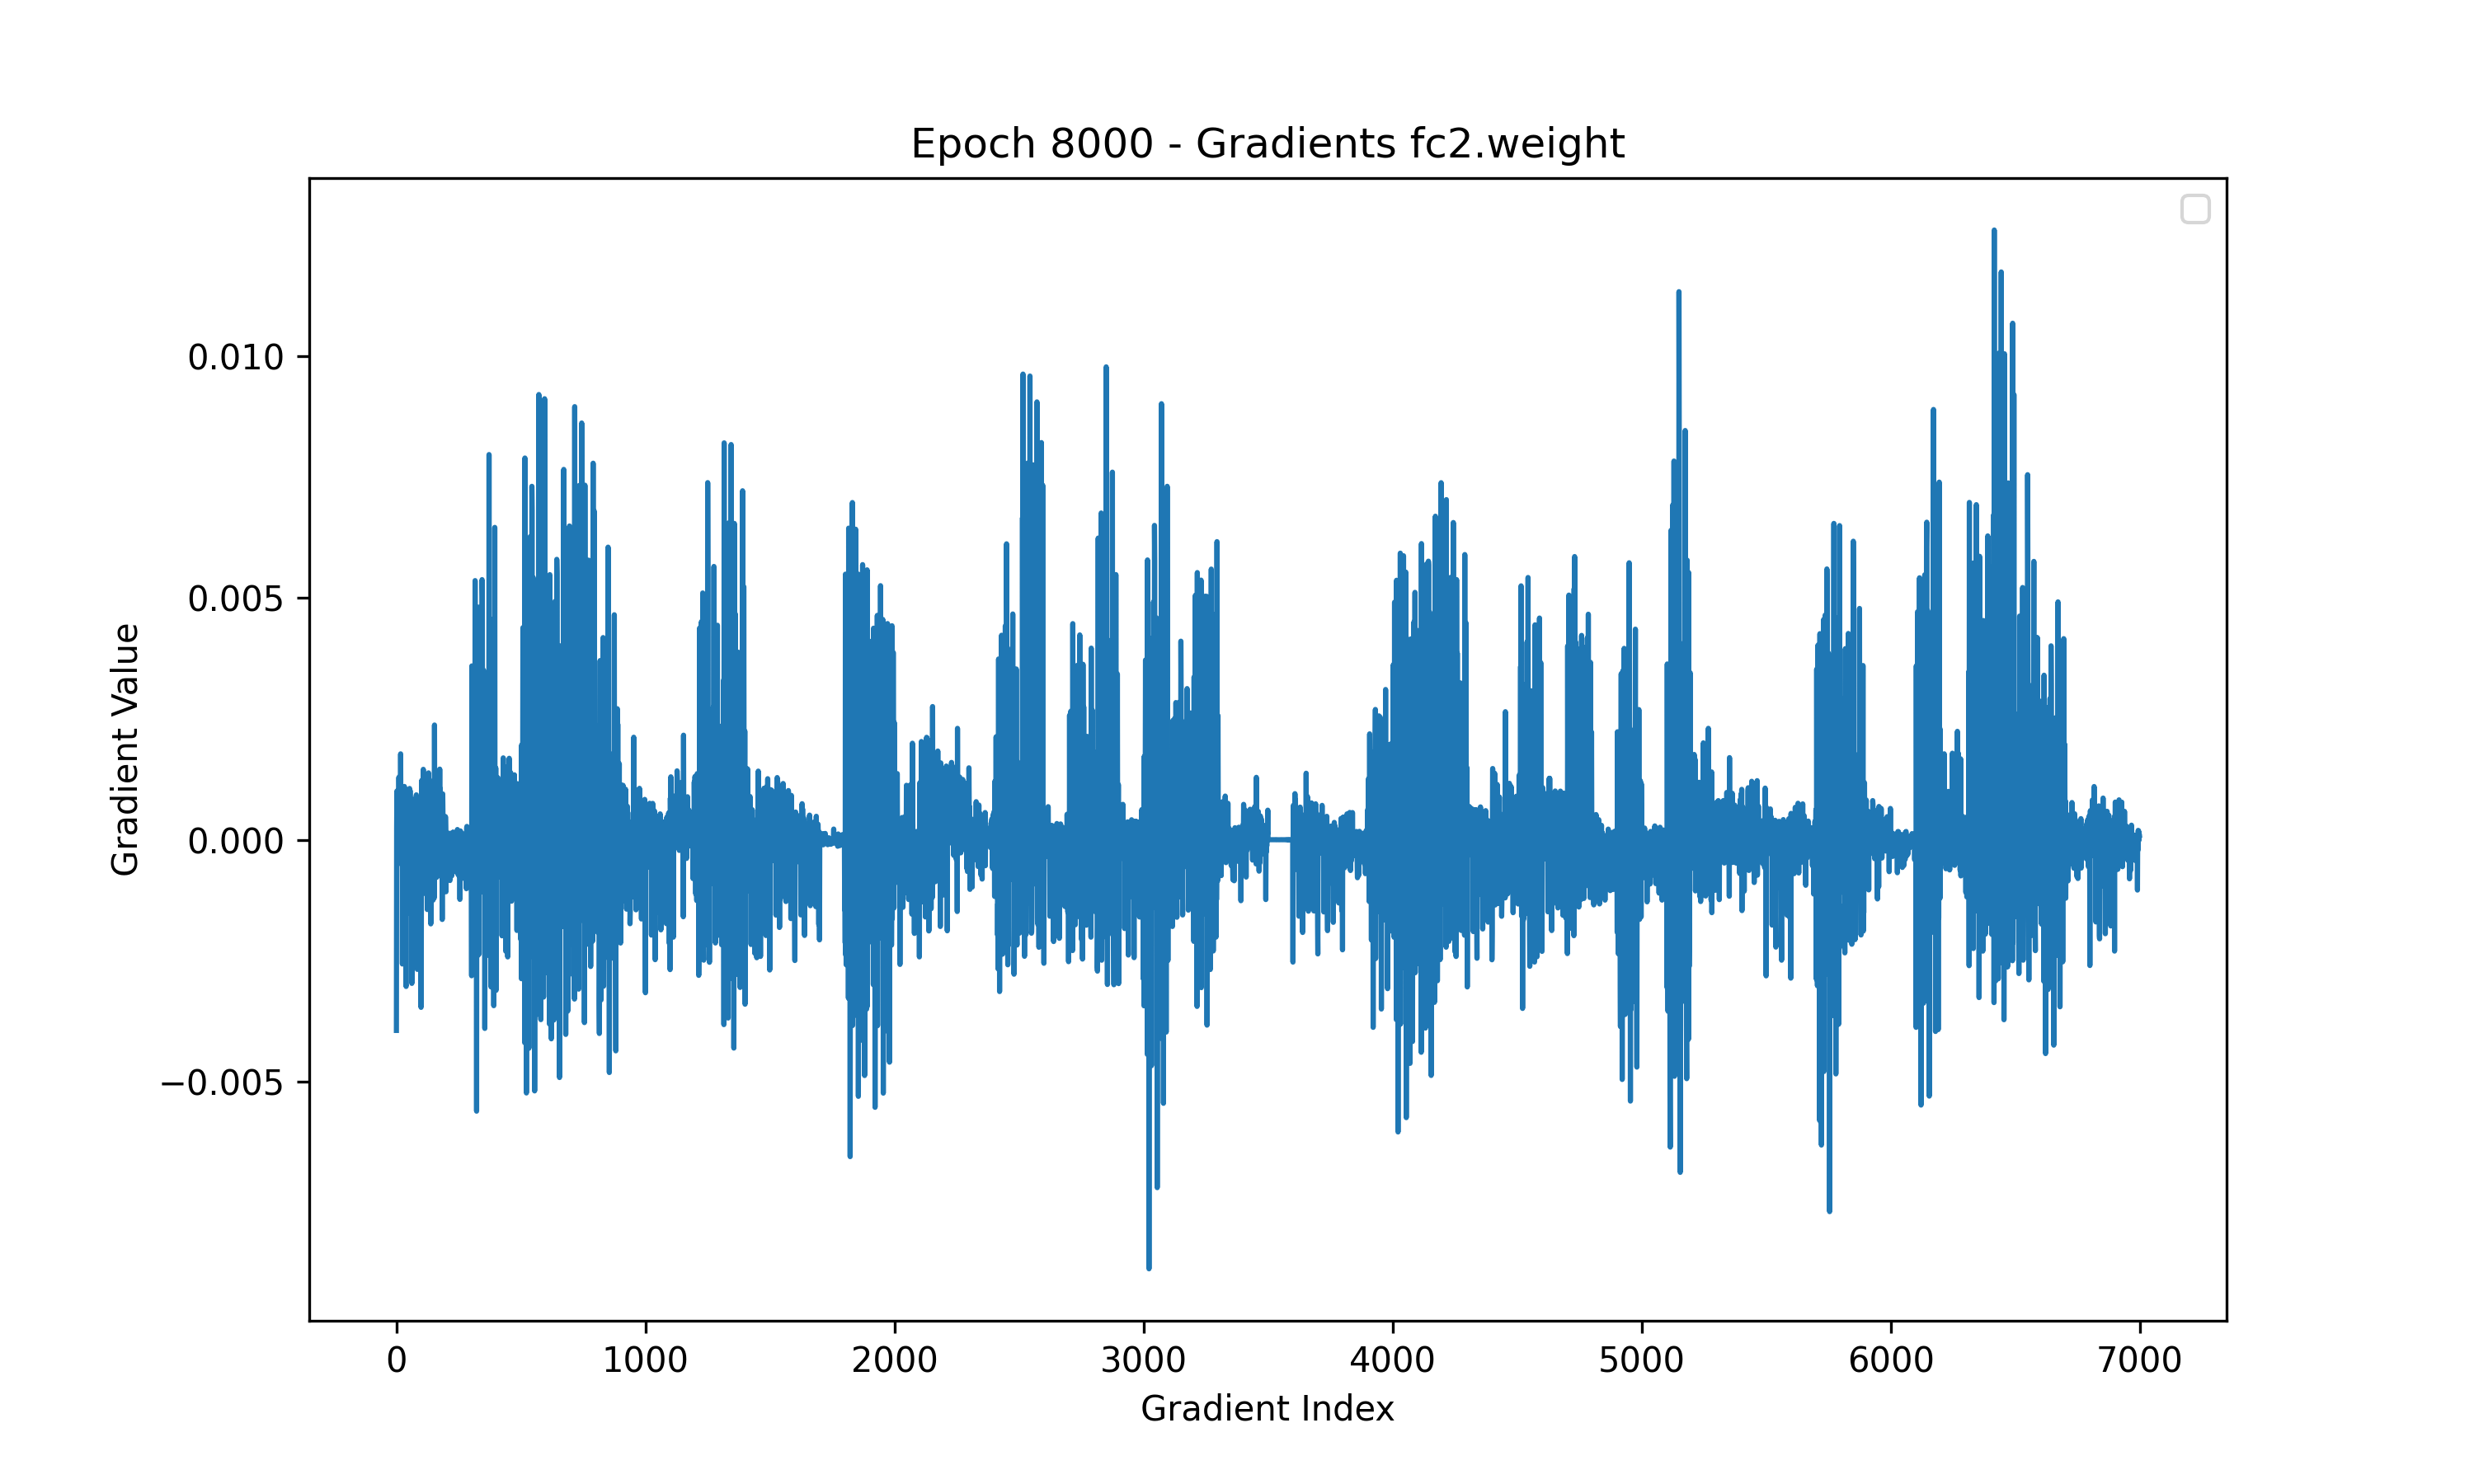 Epoch 8000 - Gradients fc2.weight
0.010
0.005
0.000
−0.005
Gradient Value
0 1000 2000 3000 4000 5000 6000 7000
Gradient Index